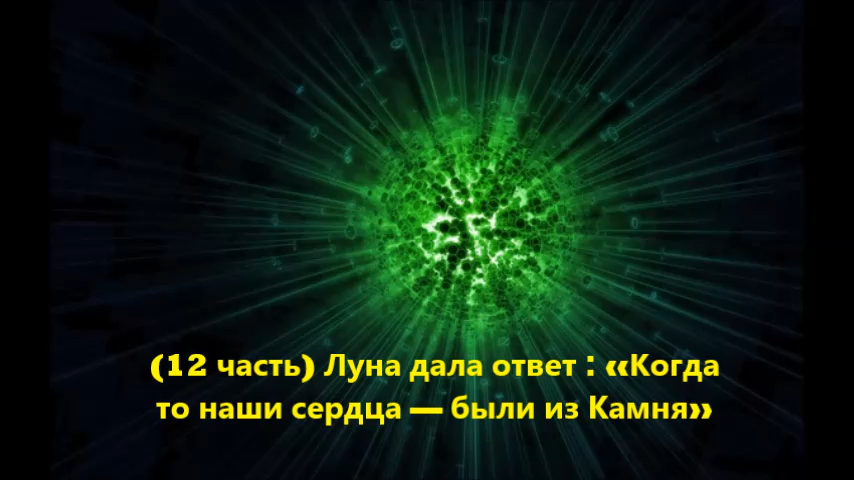 (12 часть) Луна дала ответ : «Когда
то наши сердца — были из Камня»